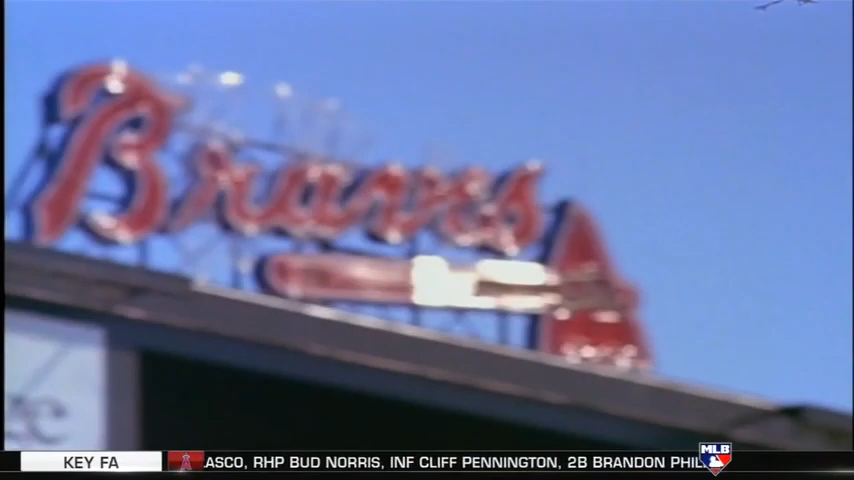 Braves
KEY FA
ASCO, RHP BUD NORRIS, INF CLIFF PENNINGTON, 2B BRANDON PHIL
MLB